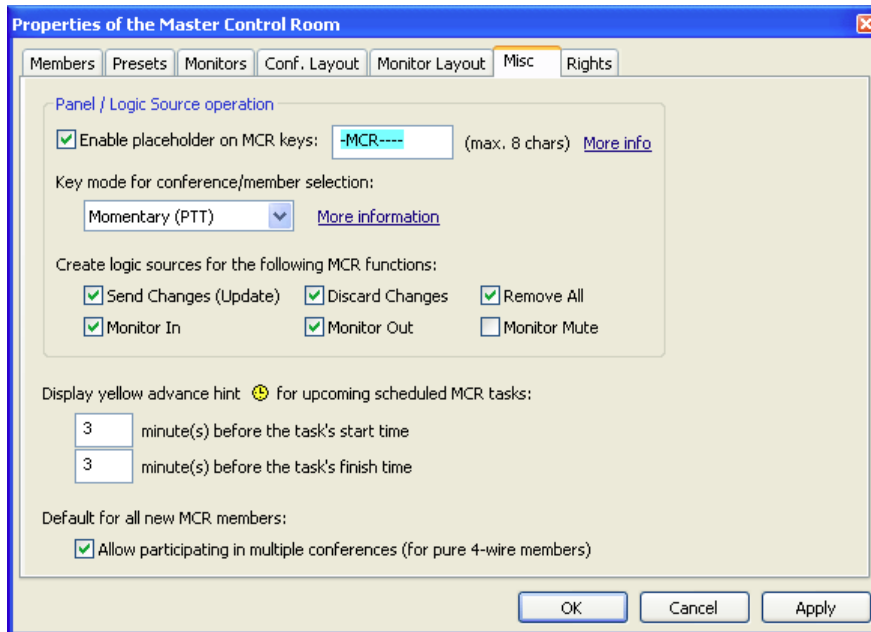 Properties of the Master Control Room
Members Presets Monitors Conf. Layout Monitor Layout Misc Rights
Panel / Logic Source operation
Enable placeholder on MCR keys: -MCR---- (max. 8 chars) More info
Key mode for conference/member selection:
Momentary (PTT) More information
Create logic sources for the following MCR functions:
Send Changes (Update) Discard Changes Remove All
Monitor In Monitor Out Monitor Mute
Display yellow advance hint for upcoming scheduled MCR tasks:
3 minute(s) before the task's start time
3 minute(s) before the task's finish time
Default for all new MCR members:
Allow participating in multiple conferences (for pure 4-wire members)
OK Cancel Apply